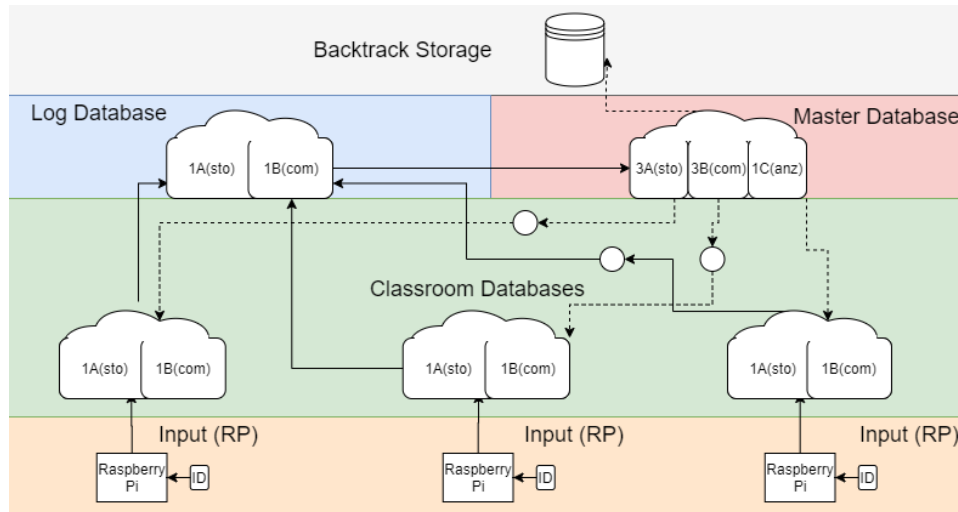 Backtrack Storage
Log Database
Master Database
1A(sto)
1B(com)
3A(sto)
3B(com)
1C(anz)
Classroom Databases
1A(sto)
1B(com)
1A(sto)
1B(com)
1A(sto)
1B(com)
Input (RP)
Input (RP)
Input (RP)
Raspberry
Pi
ID
Raspberry
Pi
ID
Raspberry
Pi
ID